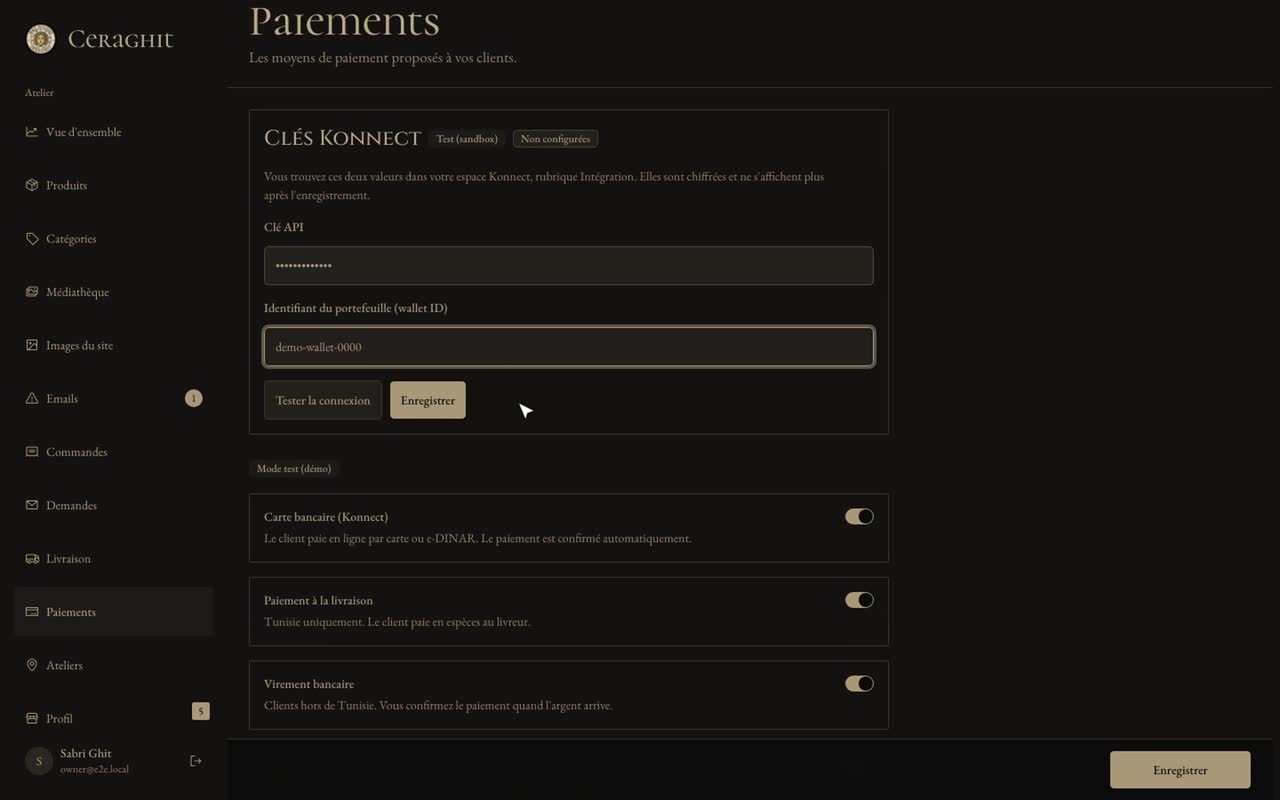 Ceraghit
Atelier
Vue d'ensemble
Produits
Catégories
Médiathèque
Images du site
Emails
1
Commandes
Demandes
Livraison
Paiements
Ateliers
Profil
5
S
Sabri Ghit
owner@e2e.local
Paiements
Les moyens de paiement proposés à vos clients.
Clés Konnect
Test (sandbox)
Non configurées
Vous trouvez ces deux valeurs dans votre espace Konnect, rubrique Intégration. Elles sont chiffrées et ne s'affichent plus
après l'enregistrement.
Clé API
•••••••••••••
Identifiant du portefeuille (wallet ID)
demo-wallet-0000
Tester la connexion
Enregistrer
Mode test (démo)
Carte bancaire (Konnect)
Le client paie en ligne par carte ou e-DINAR. Le paiement est confirmé automatiquement.
Paiement à la livraison
Tunisie uniquement. Le client paie en espèces au livreur.
Virement bancaire
Clients hors de Tunisie. Vous confirmez le paiement quand l'argent arrive.
Enregistrer